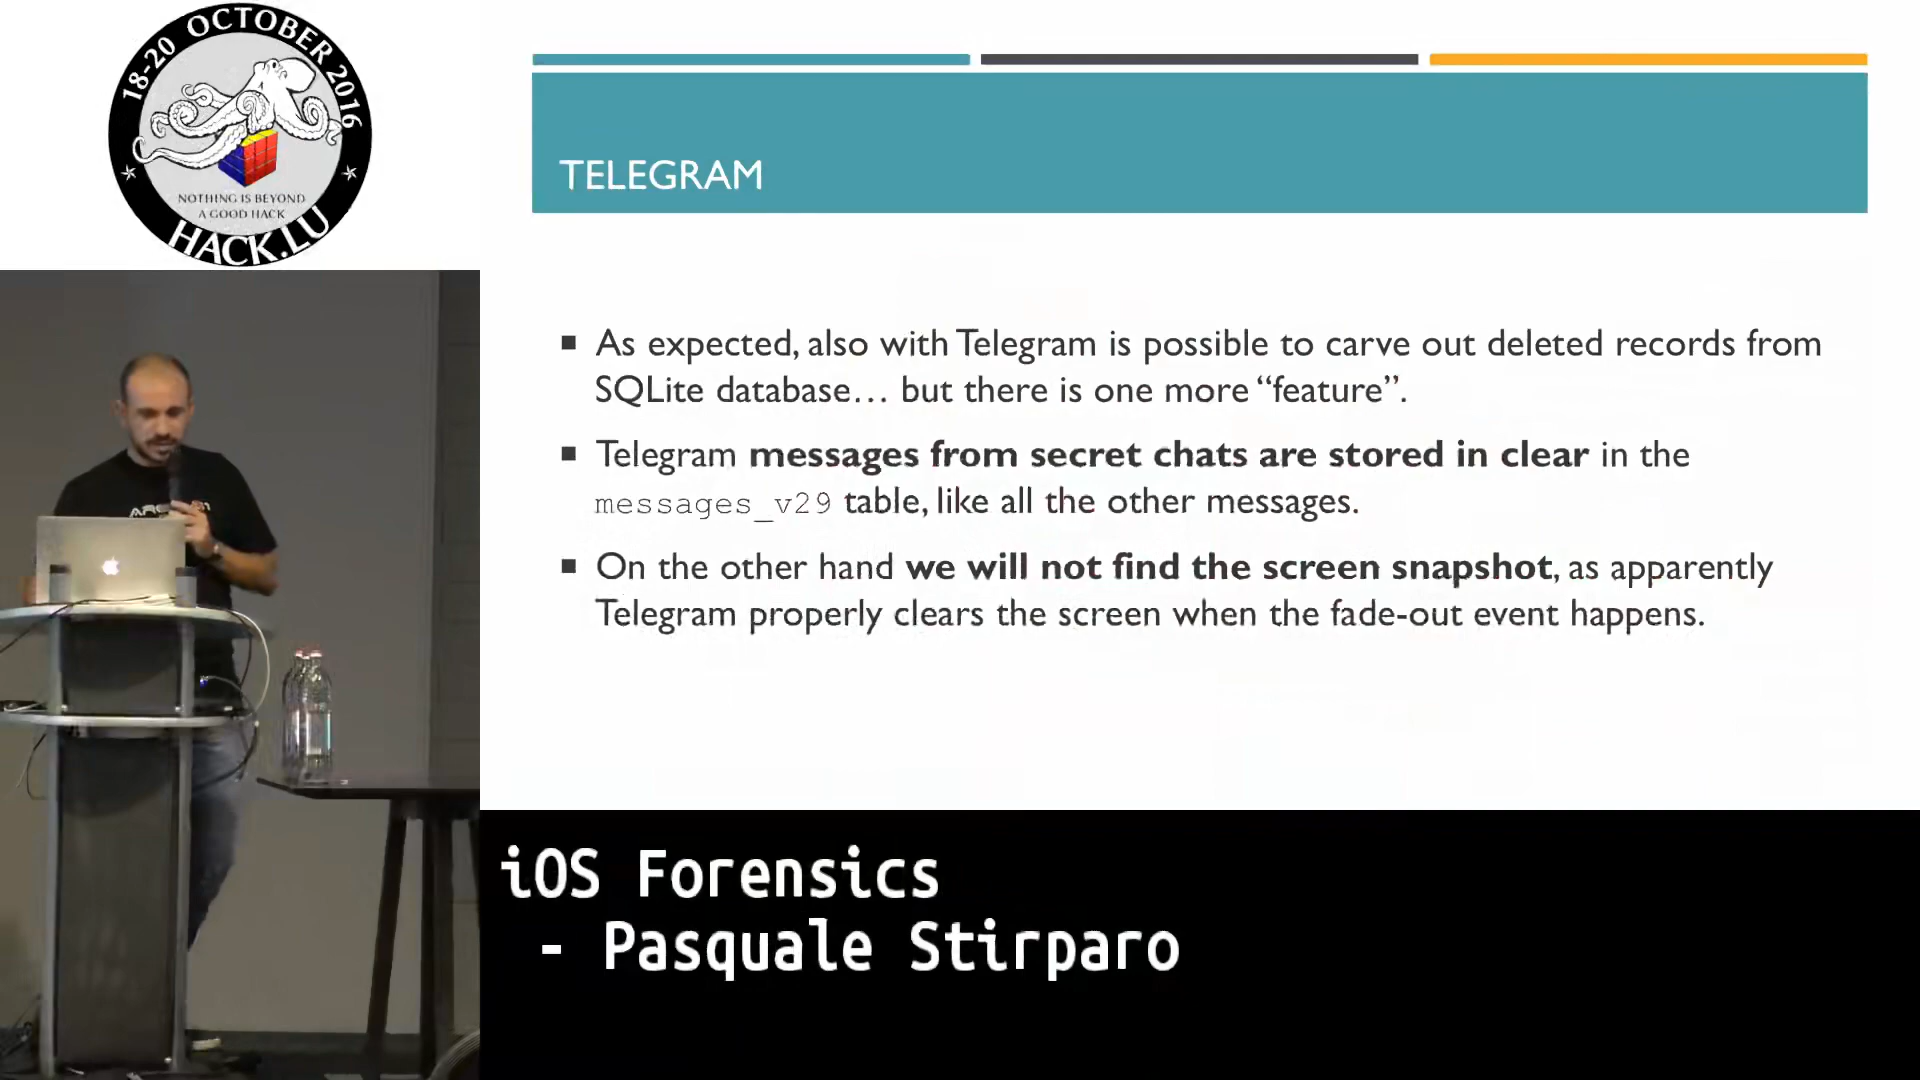 18-20 OCTOBER 2016
NOTHING IS BEYOND
A GOOD HACK
HACK.LU
TELEGRAM
As expected, also with Telegram is possible to carve out deleted records from
SQLite database… but there is one more “feature”.
Telegram messages from secret chats are stored in clear in the
messages_v29 table, like all the other messages.
On the other hand we will not find the screen snapshot, as apparently
Telegram properly clears the screen when the fade-out event happens.
iOS Forensics
- Pasquale Stirparo